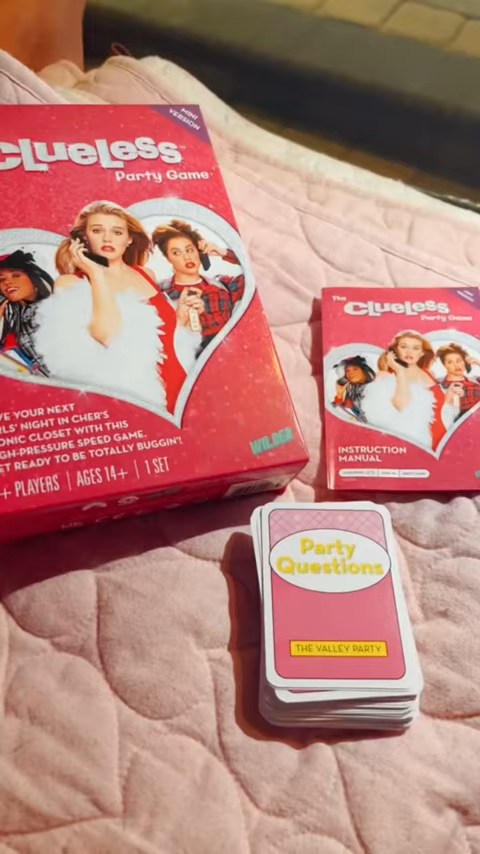 MINI
VERSION
CLUELESS
Party Game
VE YOUR NEXT
RLS' NIGHT IN CHER'S
ONIC CLOSET WITH THIS
GH-PRESSURE SPEED GAME.
ET READY TO BE TOTALLY BUGGIN'!
+ PLAYERS | AGES 14+ | 1 SET
WILDER
The
CLUELESS
Party Game
INSTRUCTION
MANUAL
Party
Questions
THE VALLEY PARTY